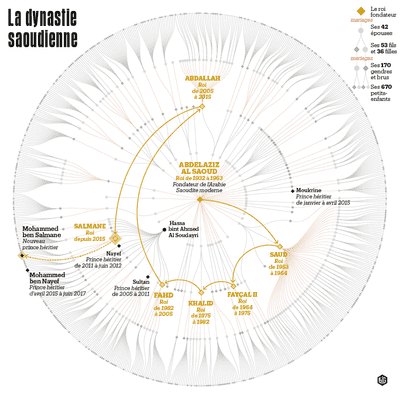 La dynastie
saoudienne
Le roi
fondateur
mariages
Ses 42
épouses
Ses 53 fils
et 36 filles
mariages
Ses 170
gendres
et brus
Ses 670
petits-
enfants
ABDALLAH
Roi
de 2005
à 2015
ABDELAZIZ
AL SAOUD
Roi de 1932 à 1953
Fondateur de l'Arabie
Saoudite moderne
Moukrine
Prince héritier
de janvier à avril 2015
Hassa
bint Ahmed
Al Soudayri
SALMANE
Roi
depuis 2015
Mohammed
ben Salmane
Nouveau
prince héritier
Nayef
Prince héritier
de 2011 à juin 2012
Mohammed
ben Nayef
Prince héritier
d'avril 2015 à juin 2017
Sultan
Prince héritier
de 2005 à 2011
SAUD
Roi
de 1953
à 1964
FAHD
Roi
de 1982
à 2005
KHALID
Roi
de 1975
à 1982
FAYÇAL II
Roi
de 1964
à 1975